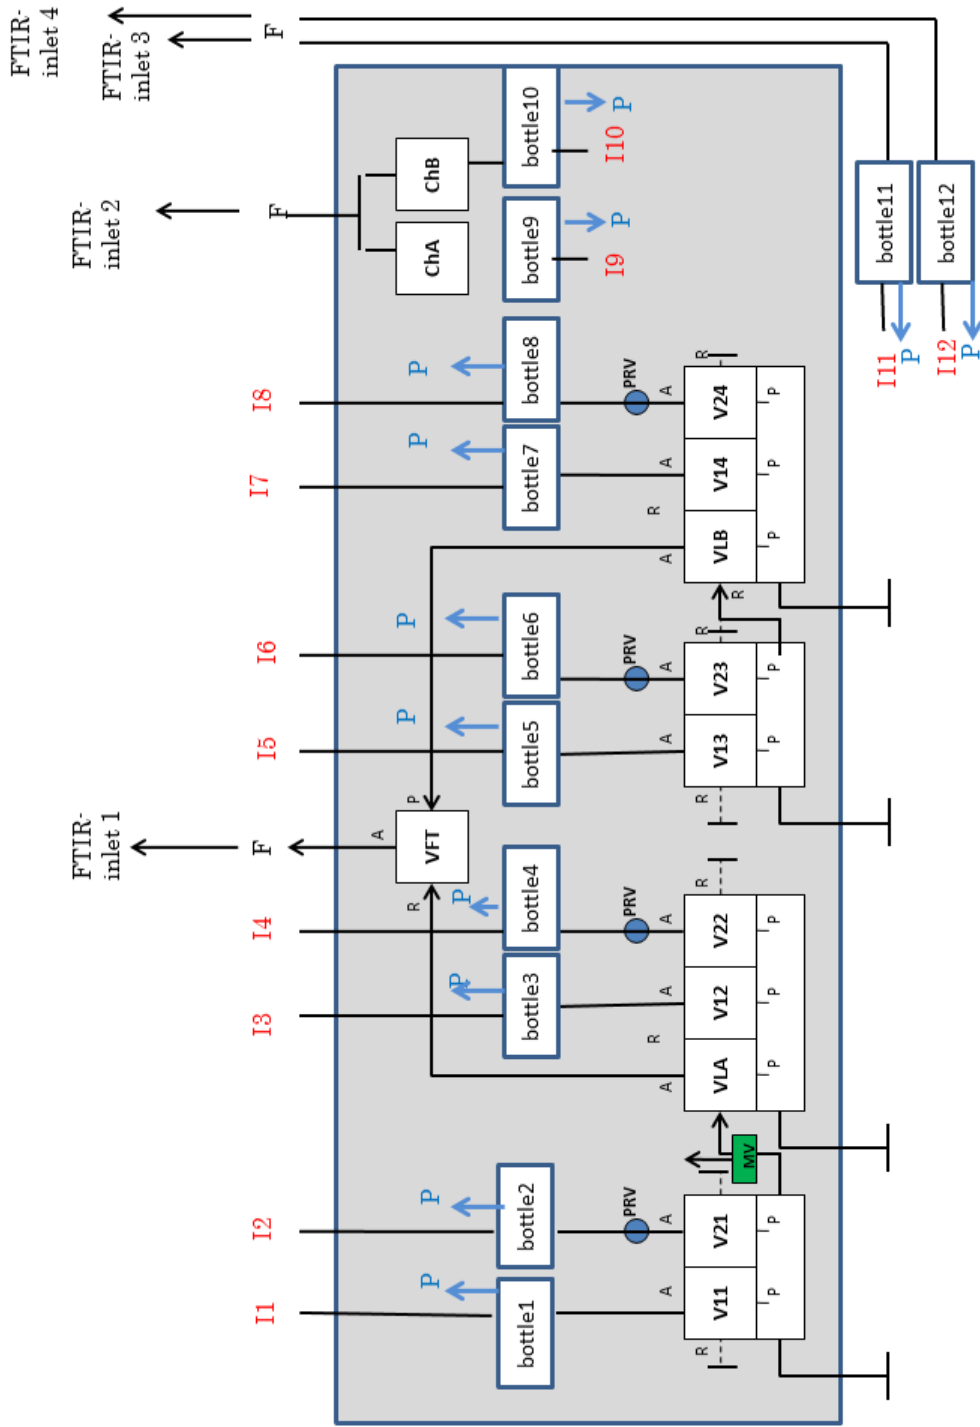 FTIR-
inlet 1
FTIR-
inlet 2
FTIR-
inlet 3
FTIR-
inlet 4
F
F
F
I1
I2
I3
I4
I5
I6
I7
I8
P
P
P
P
P
P
P
P
A
R
VFT
P
ChA
ChB
bottle1
bottle2
bottle3
bottle4
bottle5
bottle6
bottle7
bottle8
bottle9
bottle10
P
P
I9
I10
PRV
PRV
PRV
PRV
A
A
A
R
A
A
A
A
A
R
A
A
R
V11
V21
R
MV
VLA
V12
V22
R
R
V13
V23
R
R
VLB
V14
V24
R
P
P
P
P
P
P
P
P
P
P
bottle11
bottle12
I11
P
I12
P